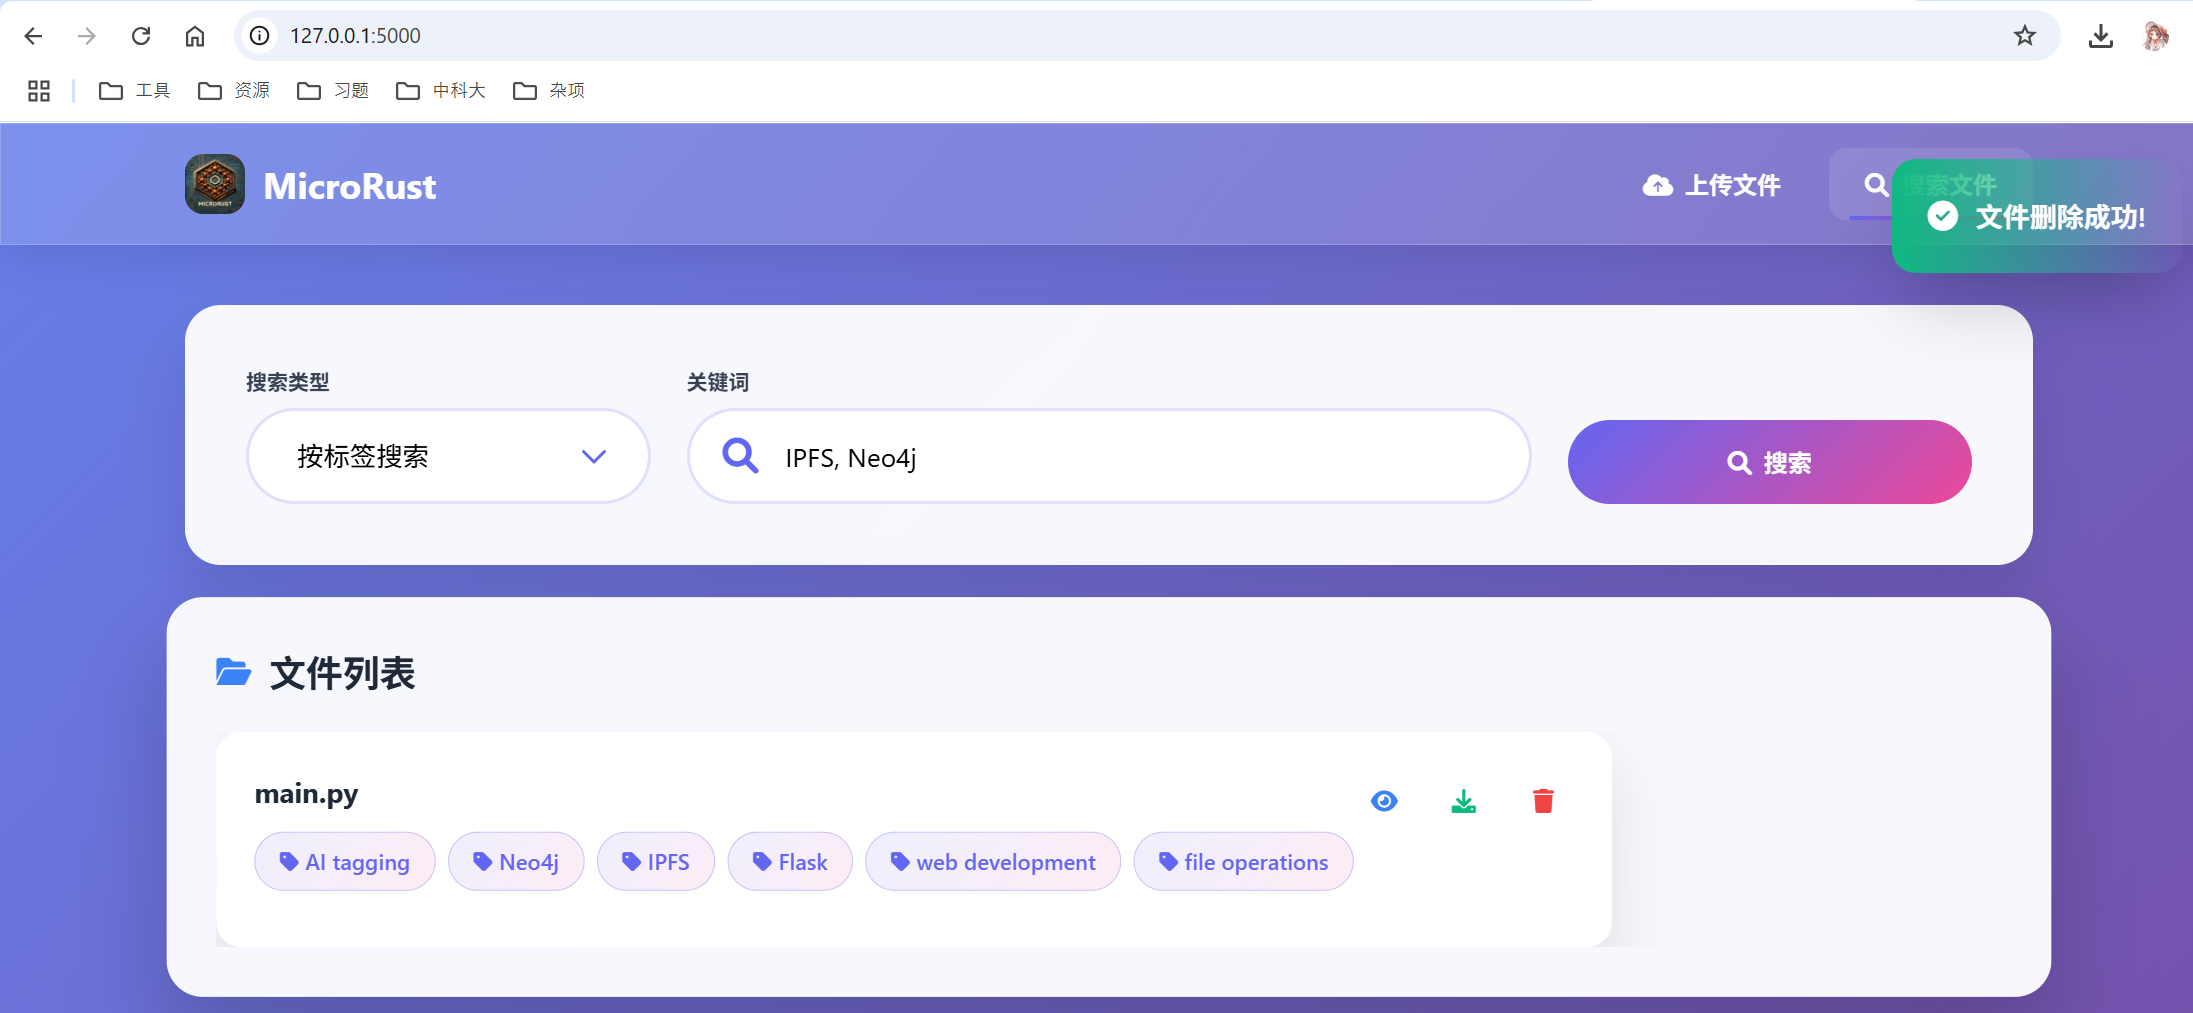 127.0.0.1:5000
工具 资源 习题 中科大 杂项
MICRORUST
MicroRust
上传文件
搜索文件
文件删除成功!
搜索类型
关键词
按标签搜索
IPFS, Neo4j
搜索
文件列表
main.py
AI tagging Neo4j IPFS Flask web development file operations